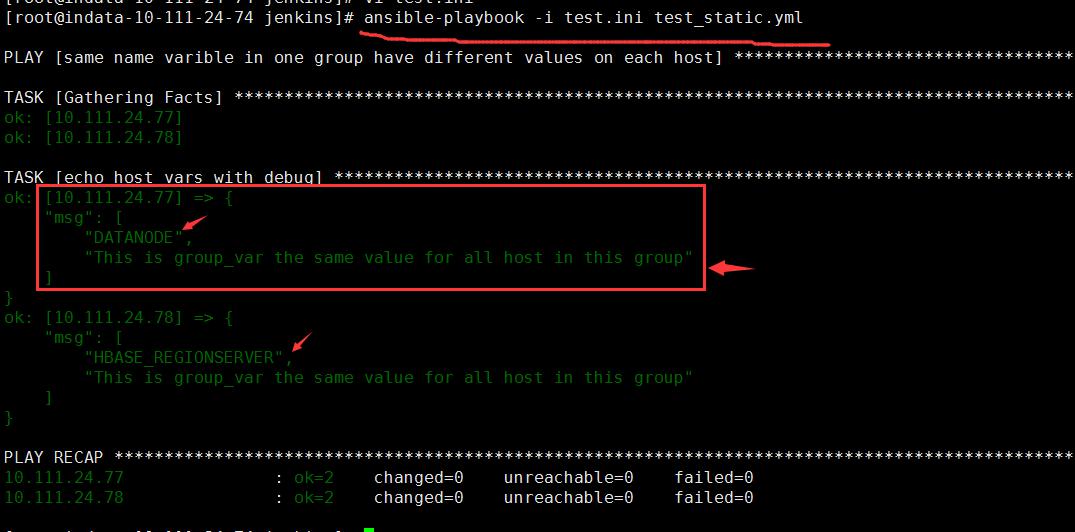 [root@indata-10-111-24-74 jenkins]# vi test.ini
[root@indata-10-111-24-74 jenkins]# ansible-playbook -i test.ini test_static.yml
PLAY [same name varible in one group have different values on each host] **********************************
TASK [Gathering Facts] ************************************************************************************
ok: [10.111.24.77]
ok: [10.111.24.78]
TASK [echo host vars with debug] **************************************************************************
ok: [10.111.24.77] => {
"msg": [
"DATANODE",
"This is group_var the same value for all host in this group"
]
}
ok: [10.111.24.78] => {
"msg": [
"HBASE_REGIONSERVER",
"This is group_var the same value for all host in this group"
]
}
PLAY RECAP ************************************************************************************************
10.111.24.77 : ok=2 changed=0 unreachable=0 failed=0
10.111.24.78 : ok=2 changed=0 unreachable=0 failed=0